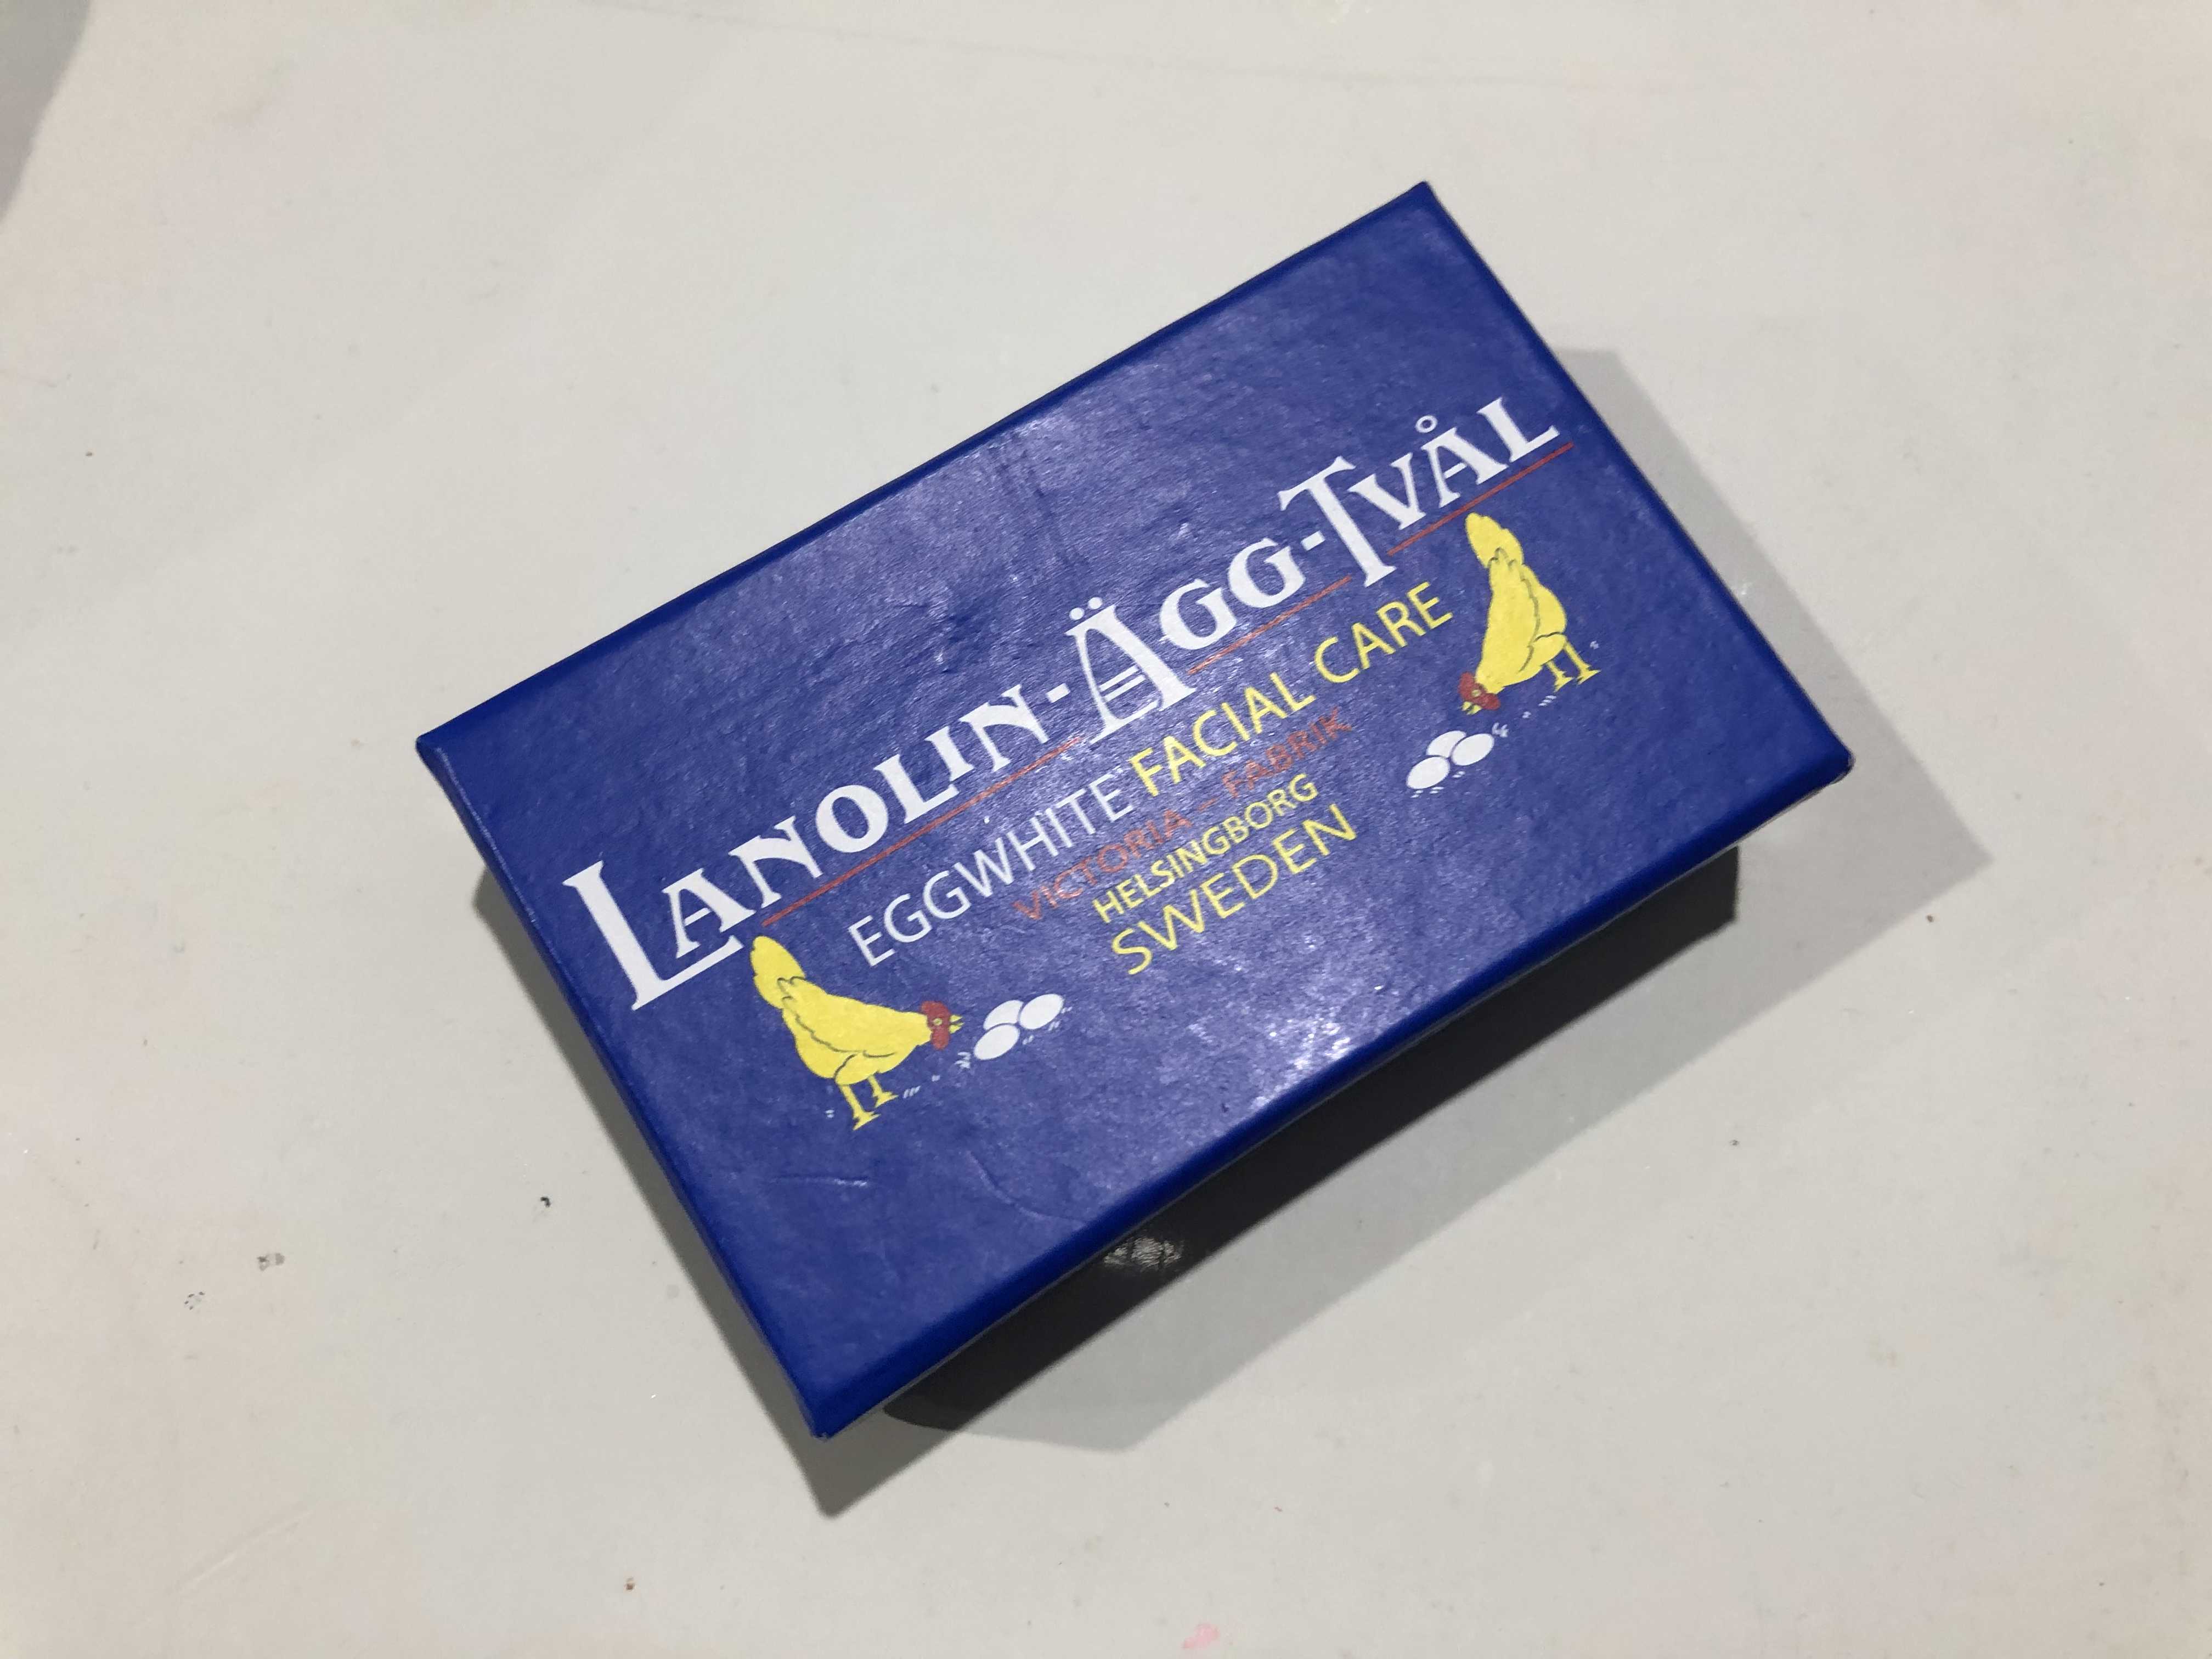 LANOLIN-ÄGG-TVÅL
EGGWHITE FACIAL CARE
VICTORIA – FABRIK
HELSINGBORG
SWEDEN